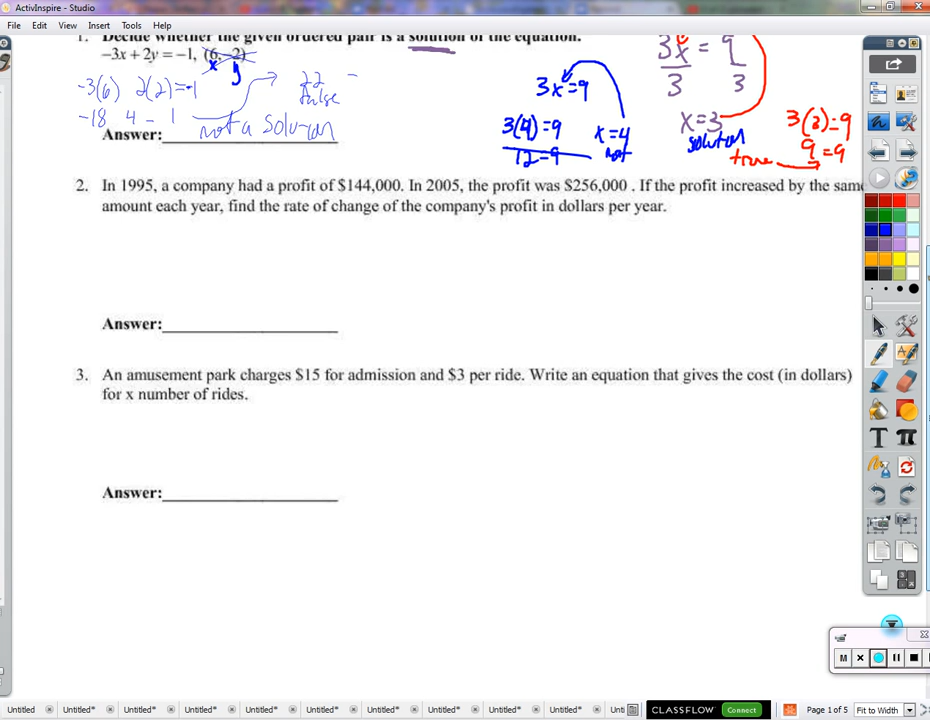 ActivInspire - Studio
File Edit View Insert Tools Help
1. Decide whether the given ordered pair is a solution of the equation.
-3x + 2y = -1, (6, -2)
x y
-3(6) 2(2) = -1
-18 4 - 1
22
false
not a solution
Answer:
3x = 9
3(4) = 9
12 = 9
x = 4
not
3x = 9
3 3
x = 3
solution
3(3) = 9
9 = 9
true
2. In 1995, a company had a profit of $144,000. In 2005, the profit was $256,000 . If the profit increased by the same
amount each year, find the rate of change of the company's profit in dollars per year.
Answer:
3. An amusement park charges $15 for admission and $3 per ride. Write an equation that gives the cost (in dollars)
for x number of rides.
Answer:
M
Untitled Untitled* Untitled* Untitled* Untitled* Untitled* Untitled* Untitled* Untitled* Untitled* Unti CLASSFLOW Connect Page 1 of 5 Fit to Width